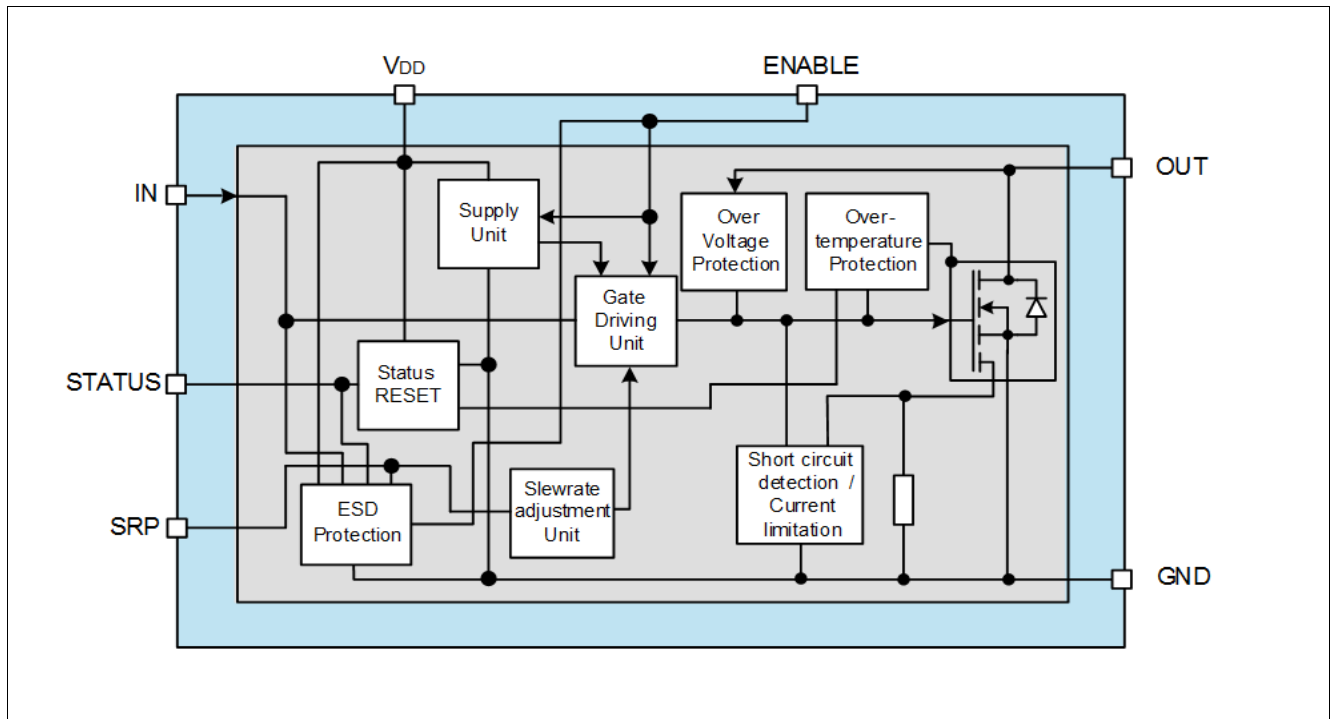 VDD
ENABLE
IN
OUT
Supply
Unit
Over
Voltage
Protection
Over-
temperature
Protection
Gate
Driving
Unit
STATUS
Status
RESET
SRP
ESD
Protection
Slewrate
adjustment
Unit
Short circuit
detection /
Current
limitation
GND